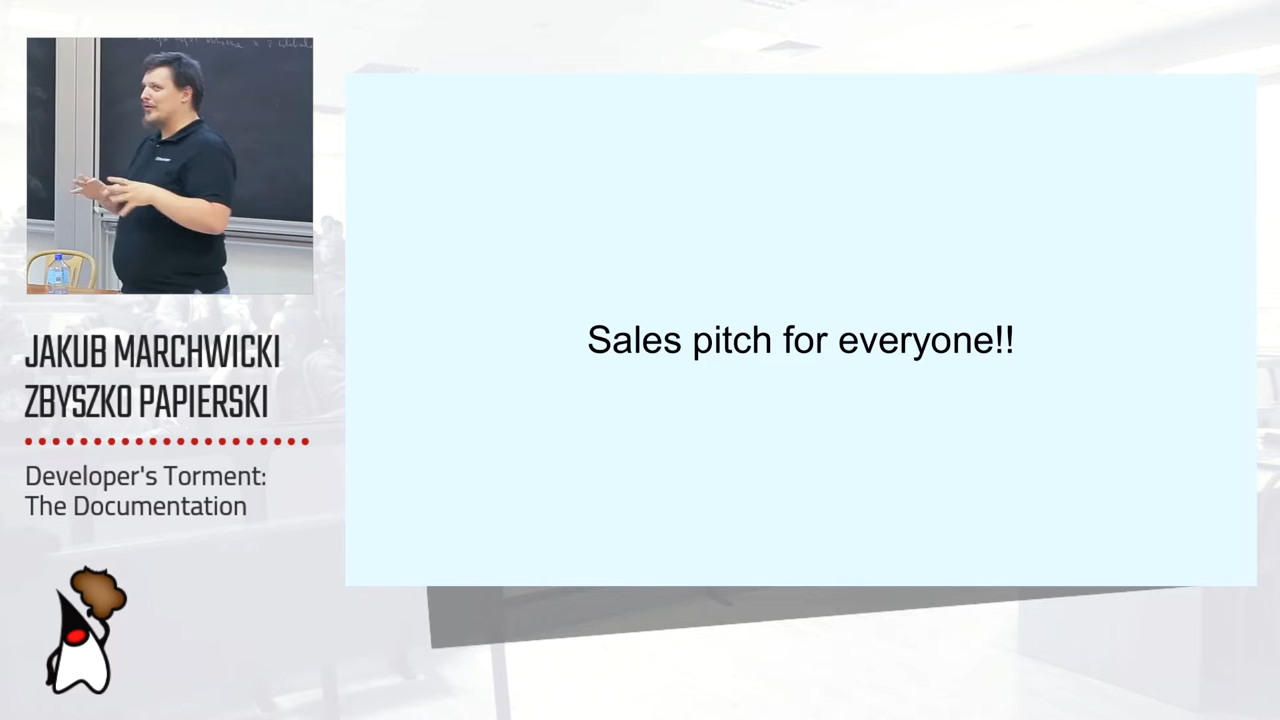 JAKUB MARCHWICKI
ZBYSZKO PAPIERSKI
Developer's Torment:
The Documentation
Sales pitch for everyone!!